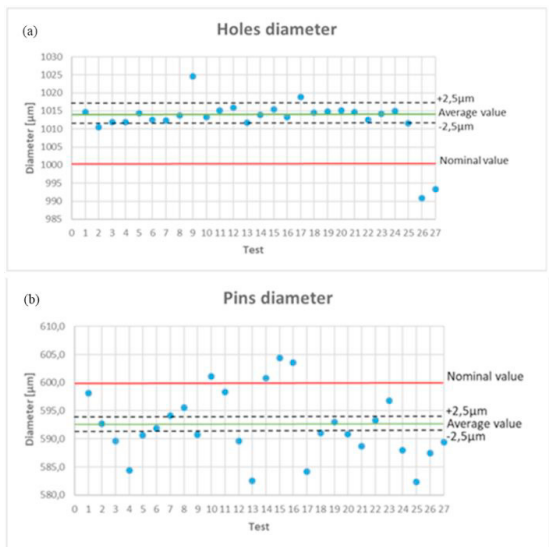 (a)
Holes diameter
1030
1025
1020
1015
1010
1005
1000
995
990
985
Diameter [µm]
+2,5µm
Average value
-2,5µm
Nominal value
0 1 2 3 4 5 6 7 8 9 10 11 12 13 14 15 16 17 18 19 20 21 22 23 24 25 26 27
Test
(b)
Pins diameter
610,0
605,0
600,0
595,0
590,0
585,0
580,0
Diameter [µm]
Nominal value
+2,5µm
Average value
-2,5µm
0 1 2 3 4 5 6 7 8 9 10 11 12 13 14 15 16 17 18 19 20 21 22 23 24 25 26 27
Test